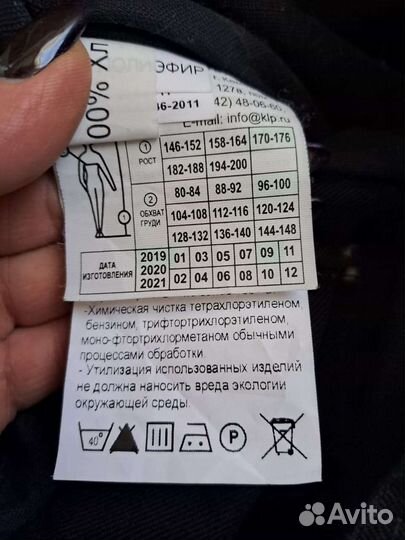 100% ХЛ
ЭФИР
1278, 
6-2011
42) 48-06-60,
E-mail: info@klp.ru
① РОСТ
146-152 158-164 170-176
182-188 194-200
② ОБХВАТ ГРУДИ
80-84 88-92 96-100
104-108 112-116 120-124
128-132 136-140 144-148
ДАТА ИЗГОТОВЛЕНИЯ
2019 01 03 05 07 09 11
2020
2021 02 04 06 08 10 12
-Химическая чистка тетрахлорэтиленом,
бензином, трифтортрихлорэтиленом,
моно-фтортрихлорметаном обычными
процессами обработки.
- Утилизация использованных изделий
не должна наносить вреда экологии
окружающей среды.
40° P
Avito